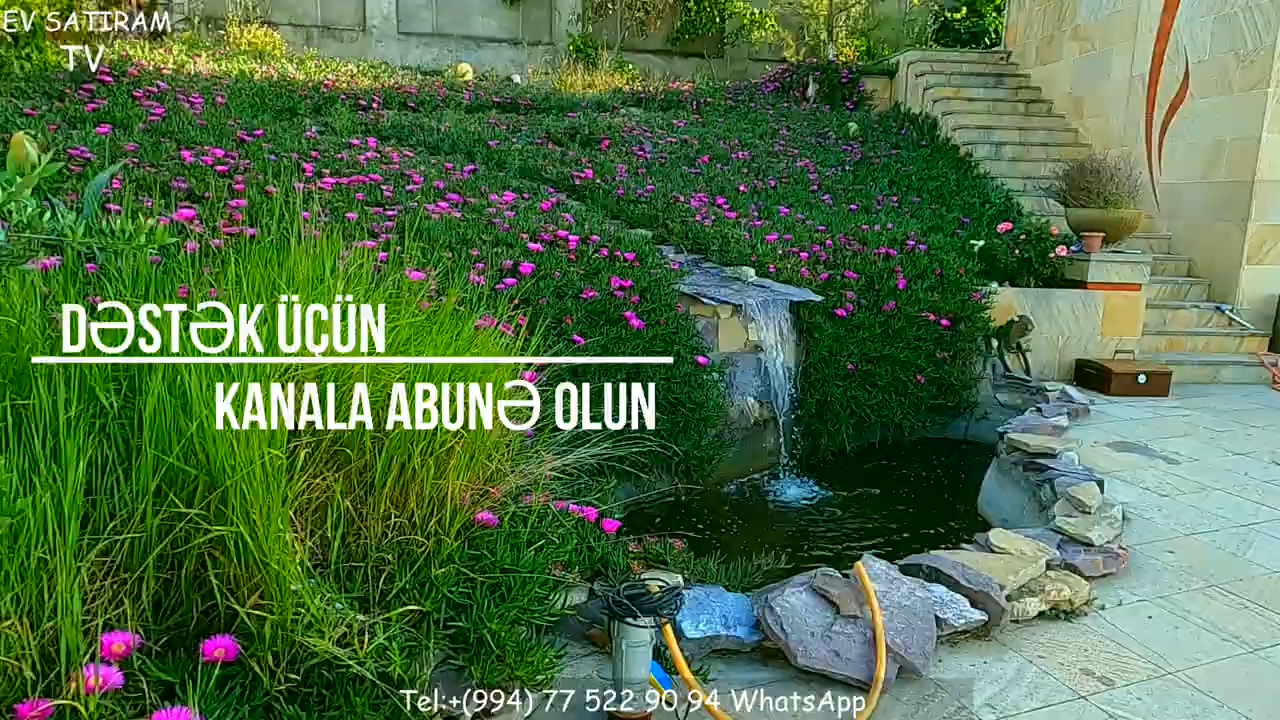 EV SATIRAM
TV
DƏSTƏK ÜÇÜN
KANALA ABUNƏ OLUN
Tel:+(994) 77 522 90 94 WhatsApp